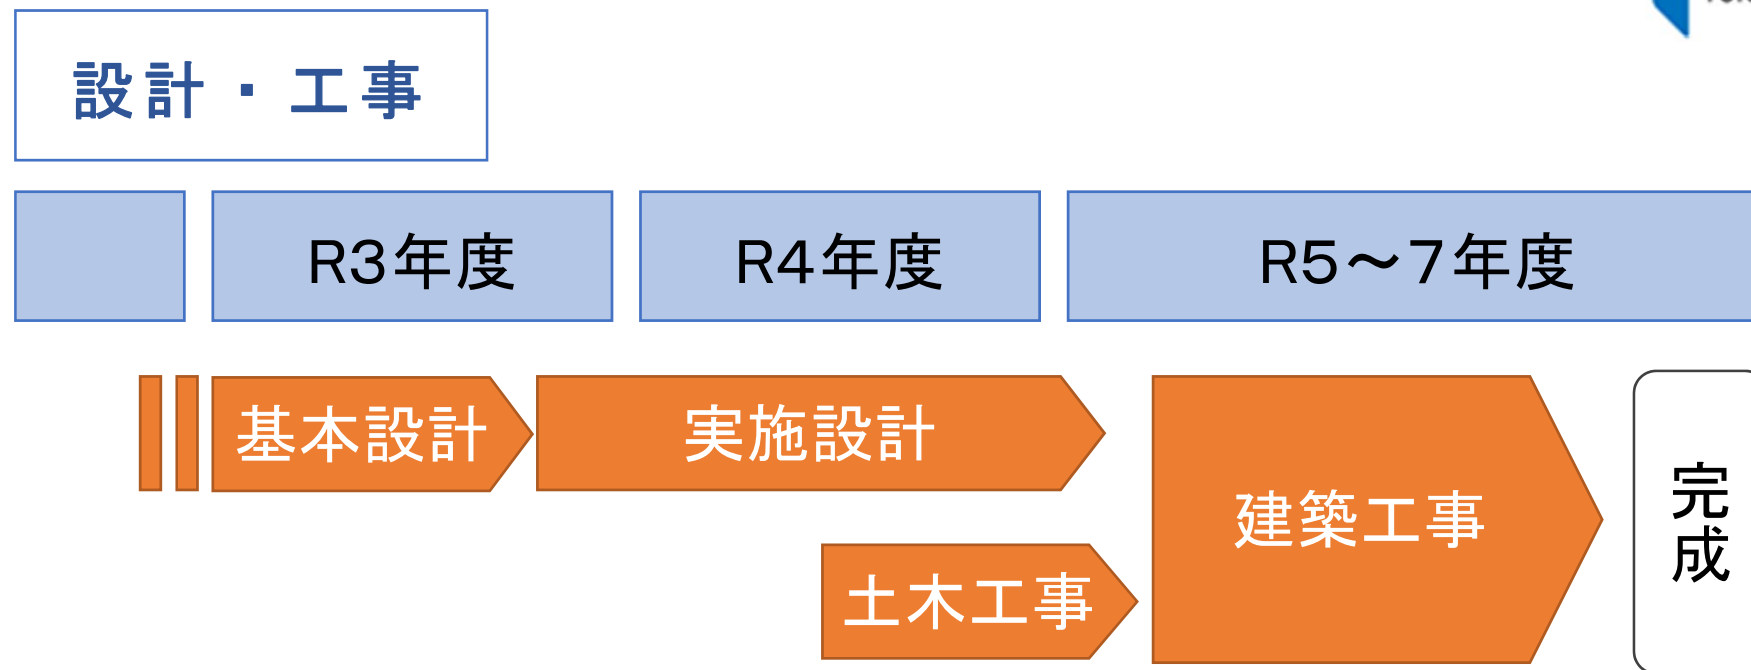 設計・工事
R3年度
R4年度
R5～7年度
基本設計
実施設計
建築工事
土木工事
完成